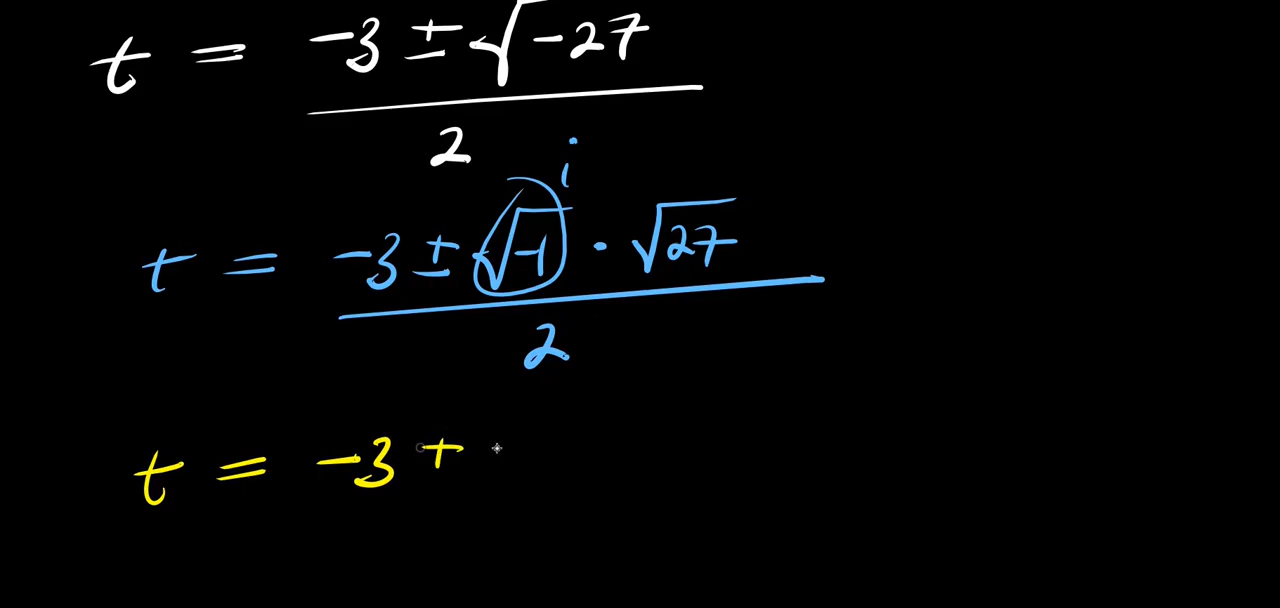 t = -3 ± √-27
2
i
t = -3 ± √-1 · √27
2
t = -3 +